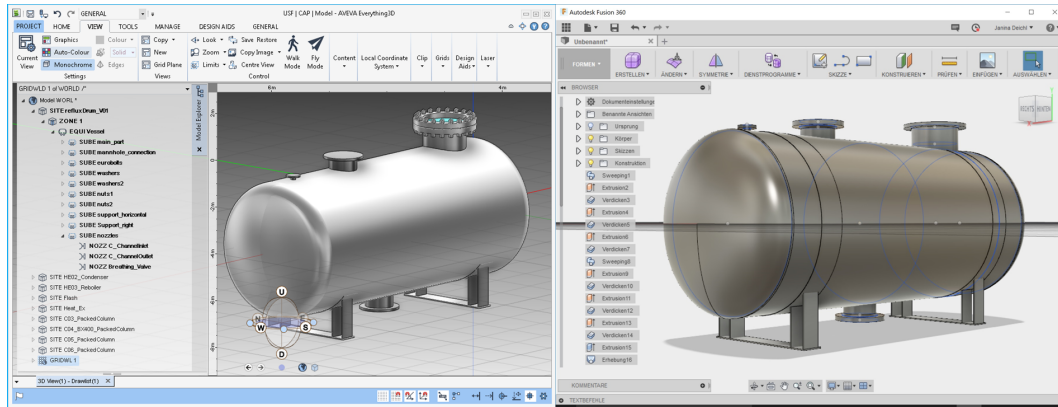 GENERAL
USF | CAP | Model - AVEVA Everything3D
PROJECT HOME VIEW TOOLS MANAGE DESIGN AIDS GENERAL
Current View
Graphics
Auto-Colour
Monochrome
Colour
Solid
Edges
Settings
Copy
New
Grid Plane
Views
Look
Zoom
Limits
Save Restore
Copy Image
Centre View
Walk Mode
Fly Mode
Control
Content
Local Coordinate System
Clip
Grids
Design Aids
Laser
GRIDWLD 1 of WORLD /*
Model Explorer
Model WORL*
SITE refluxDrum_V01
ZONE 1
EQUI Vessel
SUBE main_part
SUBE mannhole_connection
SUBE eurobolts
SUBE washers
SUBE washers2
SUBE nuts1
SUBE nuts2
SUBE support_horizontal
SUBE Support_right
SUBE nozzles
NOZZ C_ChannelInlet
NOZZ C_ChannelOutlet
NOZZ Breathing_Valve
SITE HE02_Condenser
SITE HE03_Reboiler
SITE Flash
SITE Heat_Ex
SITE C03_PackedColumn
SITE C04_BX400_PackedColumn
SITE C05_PackedColumn
SITE C06_PackedColumn
GRIDWL 1
U
N
E
W
S
D
3D View(1) - Drawlist(1)
Autodesk Fusion 360
Janina Deichl
Unbenannt*
FORMEN
ERSTELLEN
ÄNDERN
SYMMETRIE
DIENSTPROGRAMME
SKIZZE
KONSTRUIEREN
PRÜFEN
EINFÜGEN
AUSWÄHLEN
BROWSER
Dokumenteinstellunge
Benannte Ansichten
Ursprung
Körper
Skizzen
Konstruktion
Sweeping1
Extrusion2
Verdicken3
Extrusion4
Verdicken5
Extrusion6
Verdicken7
Sweeping8
Extrusion9
Verdicken10
Extrusion11
Verdicken12
Extrusion13
Verdicken14
Extrusion15
Erhebung16
RECHTS HINTEN
KOMMENTARE
TEXTBEFEHLE